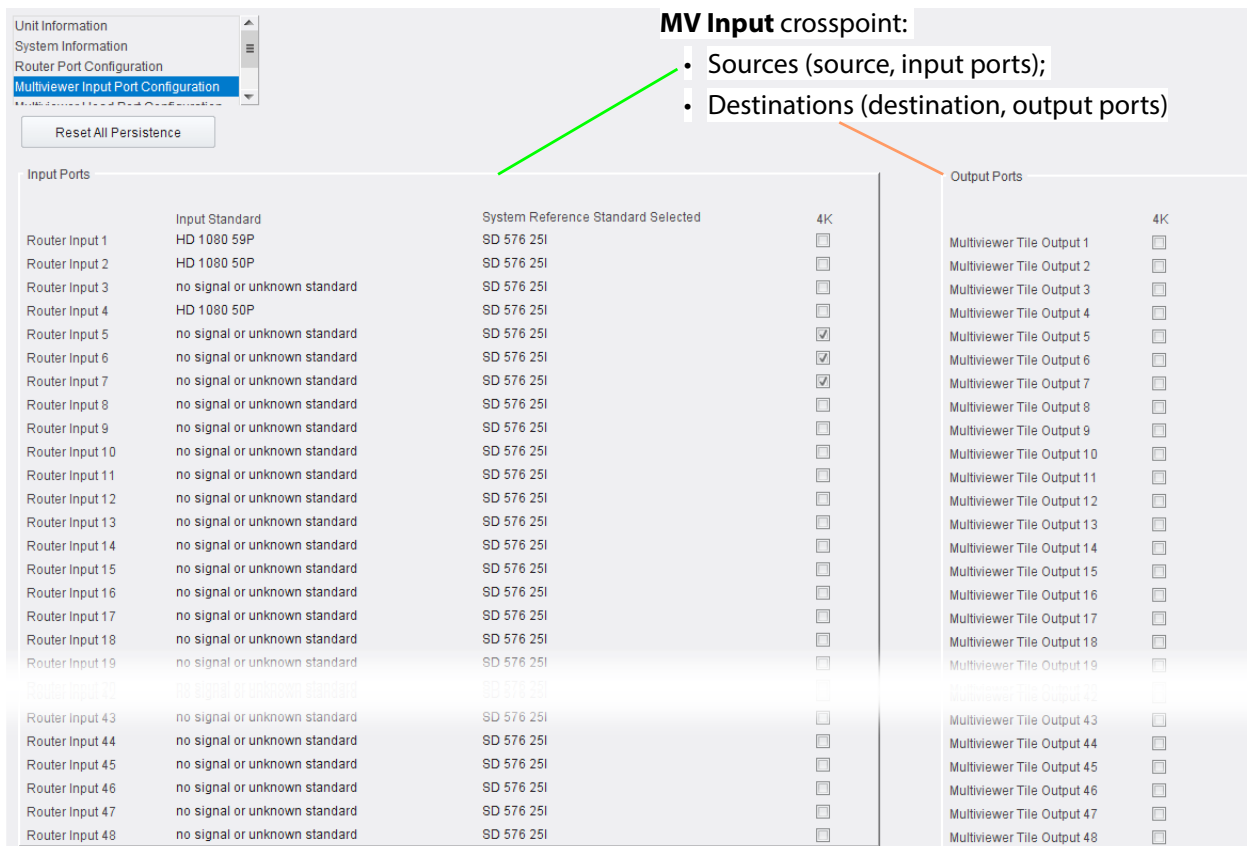 Unit Information
System Information
Router Port Configuration
Multiviewer Input Port Configuration
Multiviewer Head Port Configuration
Reset All Persistence
MV Input crosspoint:
• Sources (source, input ports);
• Destinations (destination, output ports)
Input Ports
Input Standard System Reference Standard Selected 4K
Router Input 1 HD 1080 59P SD 576 25I
Router Input 2 HD 1080 50P SD 576 25I
Router Input 3 no signal or unknown standard SD 576 25I
Router Input 4 HD 1080 50P SD 576 25I
Router Input 5 no signal or unknown standard SD 576 25I
Router Input 6 no signal or unknown standard SD 576 25I
Router Input 7 no signal or unknown standard SD 576 25I
Router Input 8 no signal or unknown standard SD 576 25I
Router Input 9 no signal or unknown standard SD 576 25I
Router Input 10 no signal or unknown standard SD 576 25I
Router Input 11 no signal or unknown standard SD 576 25I
Router Input 12 no signal or unknown standard SD 576 25I
Router Input 13 no signal or unknown standard SD 576 25I
Router Input 14 no signal or unknown standard SD 576 25I
Router Input 15 no signal or unknown standard SD 576 25I
Router Input 16 no signal or unknown standard SD 576 25I
Router Input 17 no signal or unknown standard SD 576 25I
Router Input 18 no signal or unknown standard SD 576 25I
Router Input 19 no signal or unknown standard SD 576 25I
Router Input 43 no signal or unknown standard SD 576 25I
Router Input 44 no signal or unknown standard SD 576 25I
Router Input 45 no signal or unknown standard SD 576 25I
Router Input 46 no signal or unknown standard SD 576 25I
Router Input 47 no signal or unknown standard SD 576 25I
Router Input 48 no signal or unknown standard SD 576 25I
Output Ports
4K
Multiviewer Tile Output 1
Multiviewer Tile Output 2
Multiviewer Tile Output 3
Multiviewer Tile Output 4
Multiviewer Tile Output 5
Multiviewer Tile Output 6
Multiviewer Tile Output 7
Multiviewer Tile Output 8
Multiviewer Tile Output 9
Multiviewer Tile Output 10
Multiviewer Tile Output 11
Multiviewer Tile Output 12
Multiviewer Tile Output 13
Multiviewer Tile Output 14
Multiviewer Tile Output 15
Multiviewer Tile Output 16
Multiviewer Tile Output 17
Multiviewer Tile Output 18
Multiviewer Tile Output 19
Multiviewer Tile Output 43
Multiviewer Tile Output 44
Multiviewer Tile Output 45
Multiviewer Tile Output 46
Multiviewer Tile Output 47
Multiviewer Tile Output 48